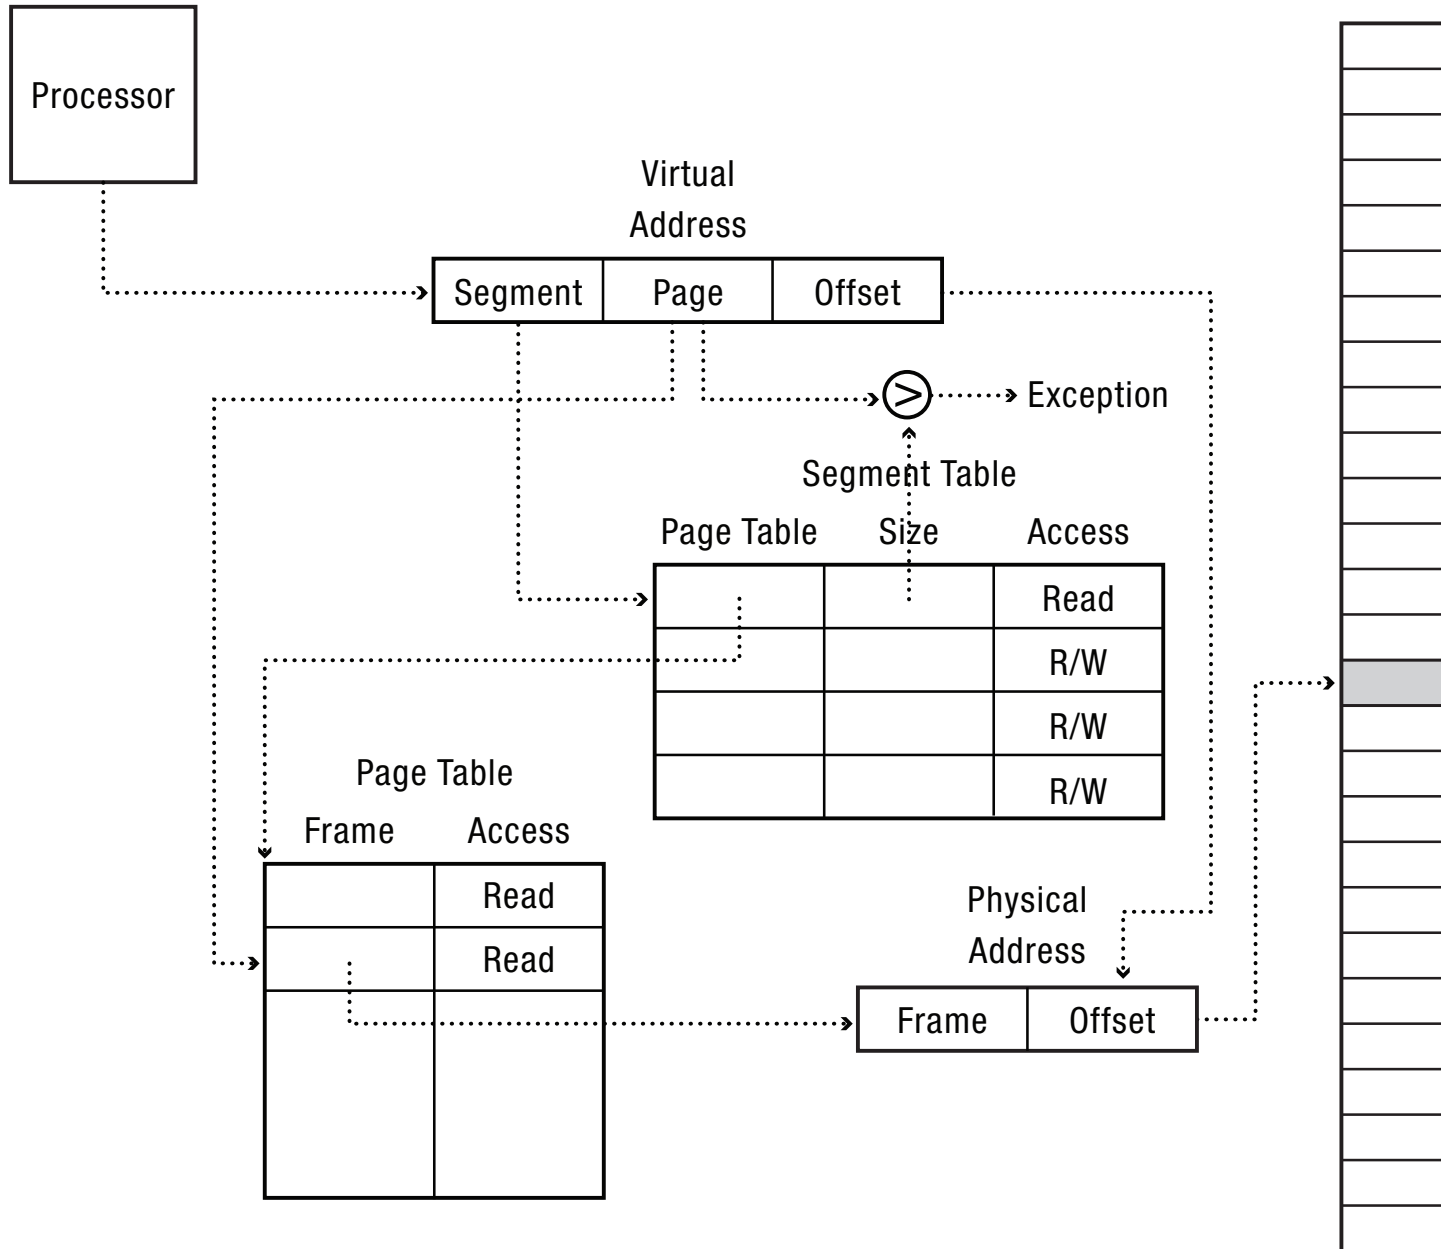 Processor
Virtual
Address
Segment Page Offset
> Exception
Segment Table
Page Table Size Access
Read
R/W
R/W
R/W
Page Table
Frame Access
Read
Read
Physical
Address
Frame Offset